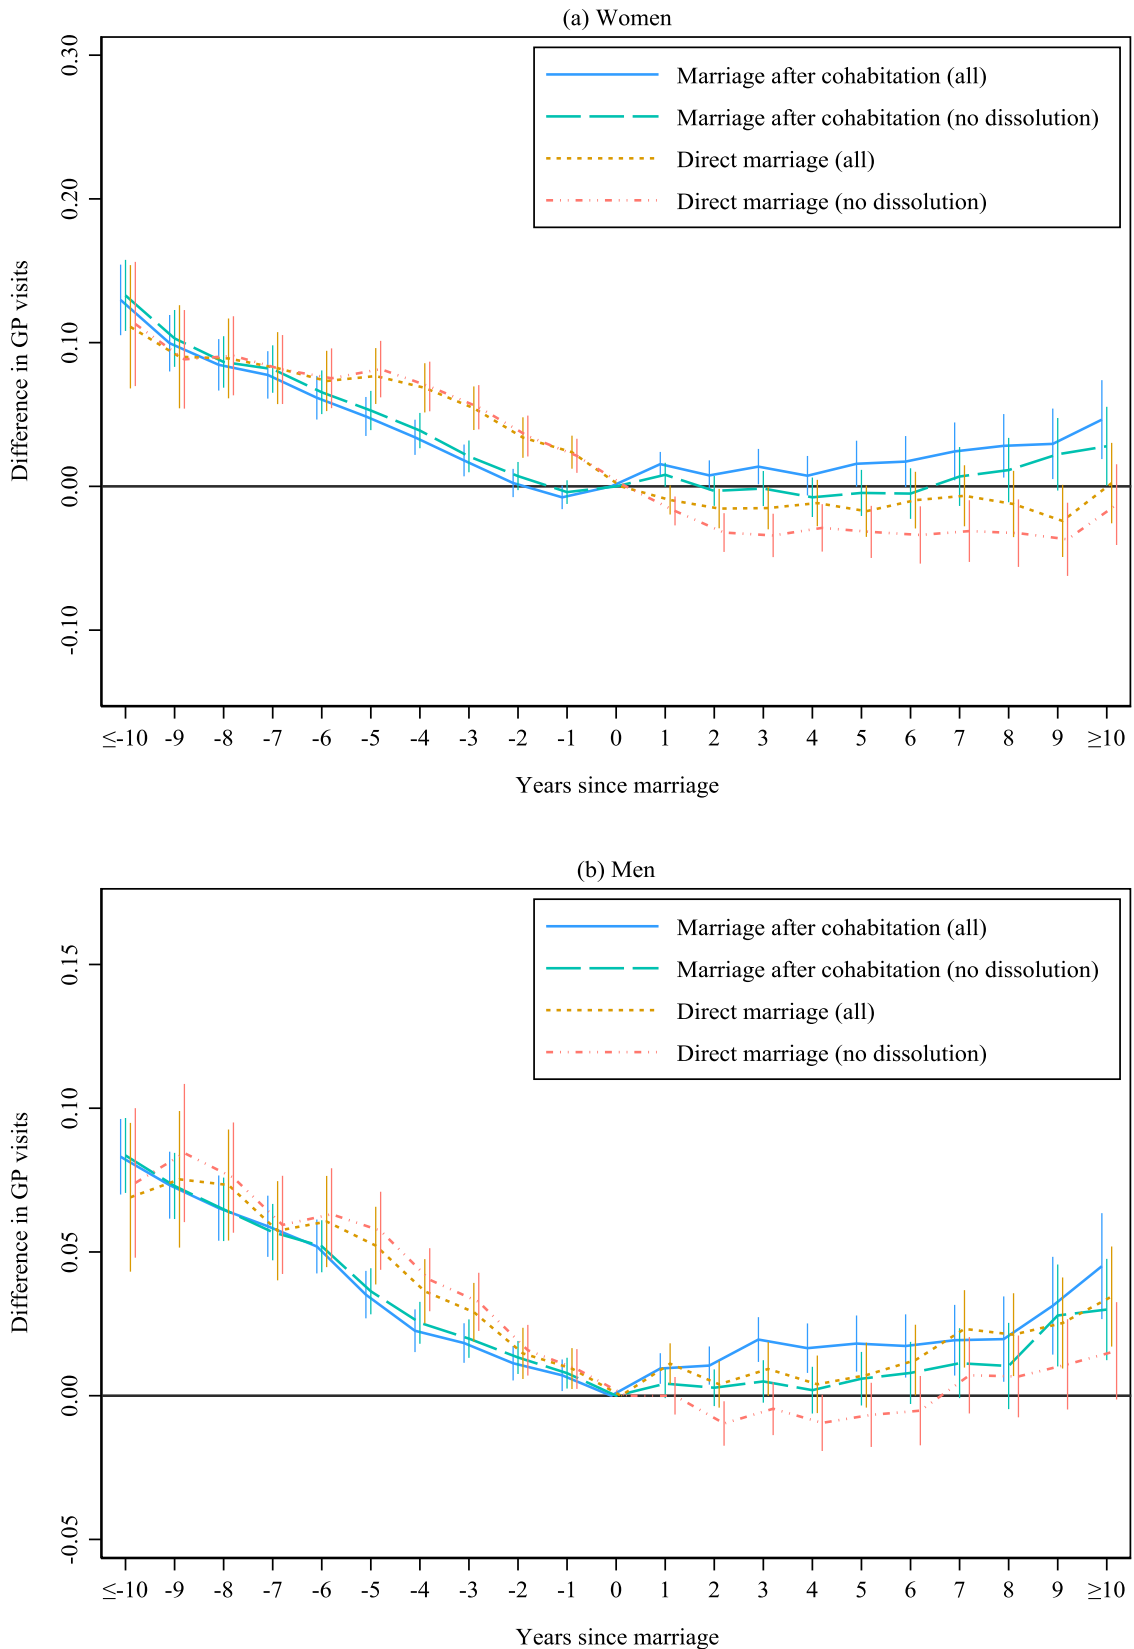 (a) Women
0.30
0.20
0.10
0.00
-0.10
Difference in GP visits
Marriage after cohabitation (all)
Marriage after cohabitation (no dissolution)
Direct marriage (all)
Direct marriage (no dissolution)
≤-10 -9 -8 -7 -6 -5 -4 -3 -2 -1 0 1 2 3 4 5 6 7 8 9 ≥10
Years since marriage
(b) Men
0.15
0.10
0.05
0.00
-0.05
Difference in GP visits
Marriage after cohabitation (all)
Marriage after cohabitation (no dissolution)
Direct marriage (all)
Direct marriage (no dissolution)
≤-10 -9 -8 -7 -6 -5 -4 -3 -2 -1 0 1 2 3 4 5 6 7 8 9 ≥10
Years since marriage